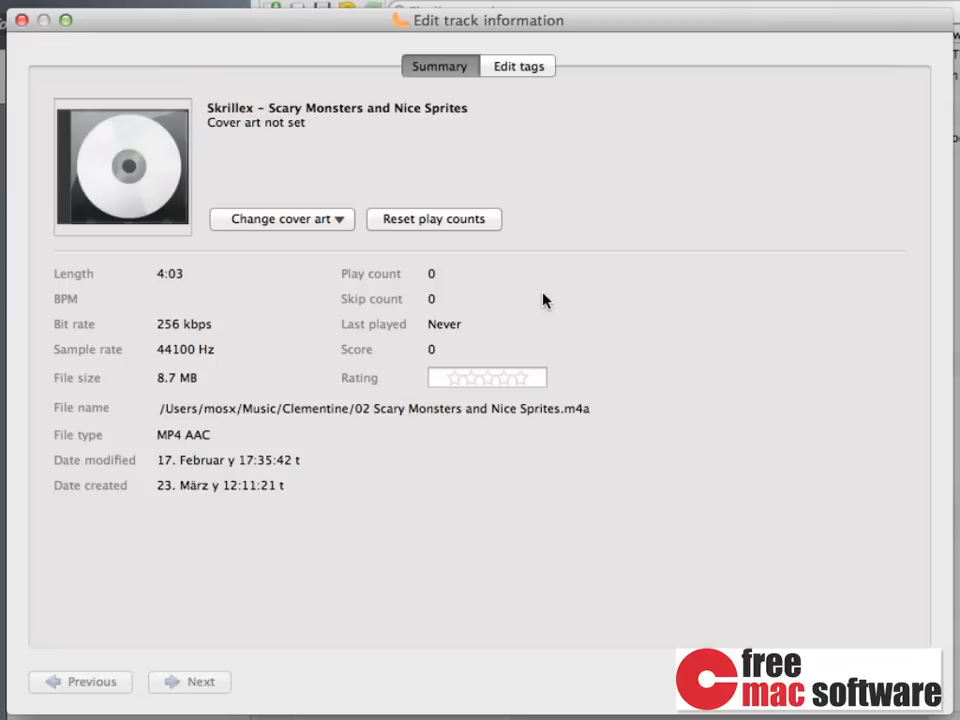 Edit track information
Summary Edit tags
Skrillex - Scary Monsters and Nice Sprites
Cover art not set
Change cover art Reset play counts
Length 4:03 Play count 0
BPM Skip count 0
Bit rate 256 kbps Last played Never
Sample rate 44100 Hz Score 0
File size 8.7 MB Rating
File name /Users/mosx/Music/Clementine/02 Scary Monsters and Nice Sprites.m4a
File type MP4 AAC
Date modified 17. Februar y 17:35:42 t
Date created 23. März y 12:11:21 t
Previous Next
free
mac software